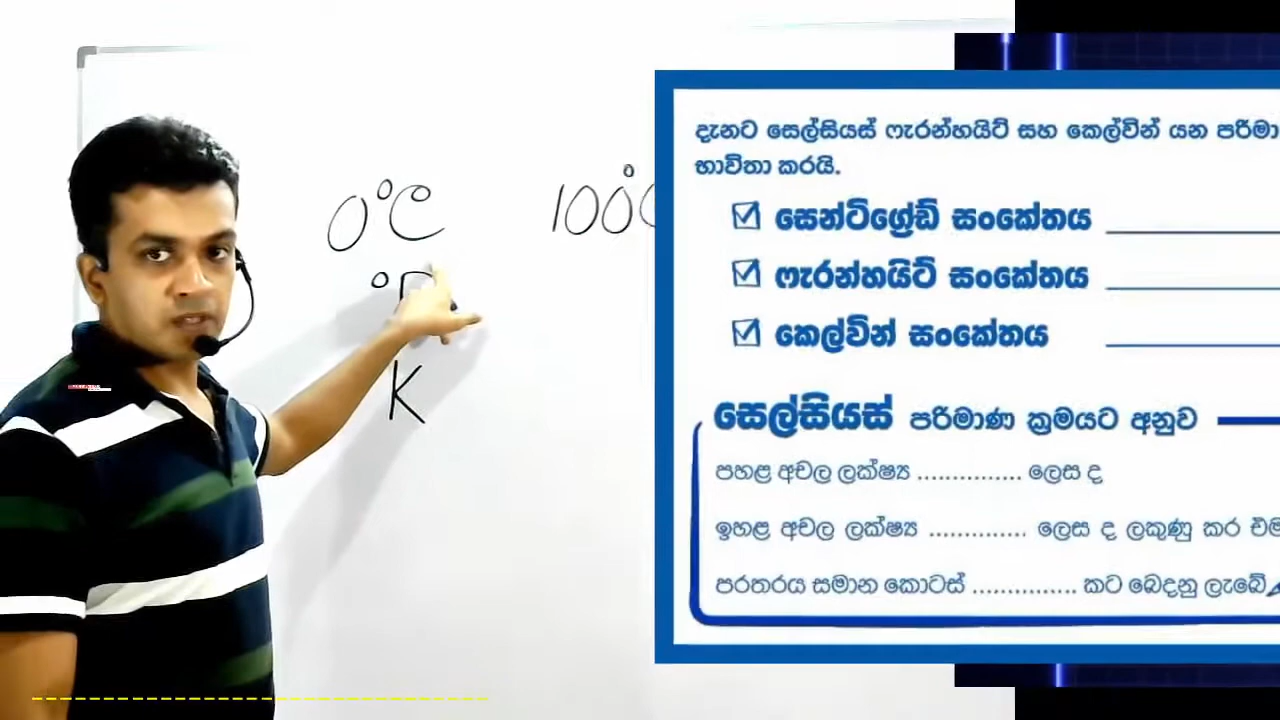 0°C 100°C
°F
K
දැනට සෙල්සියස් ෆැරන්හයිට් සහ කෙල්වින් යන පරිමා
භාවිතා කරයි.
සෙන්ටිග්‍රේඩ් සංකේතය
ෆැරන්හයිට් සංකේතය
කෙල්වින් සංකේතය
සෙල්සියස් පරිමාණ ක්‍රමයට අනුව
පහළ අචල ලක්ෂ්‍ය ............... ලෙස ද
ඉහළ අචල ලක්ෂ්‍ය .............. ලෙස ද ලකුණු කර එම
පරතරය සමාන කොටස් ............... කට බෙදනු ලැබේ